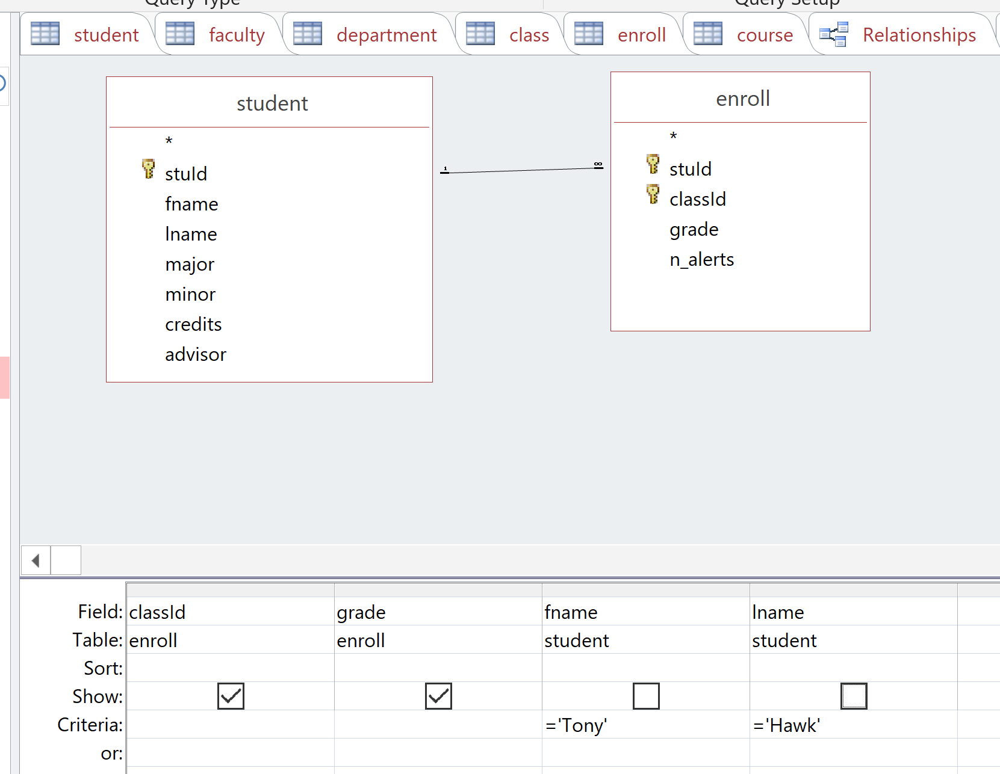 Query Type Query Setup
student faculty department class enroll course Relationships
student
*
stuId
fname
lname
major
minor
credits
advisor
1 ∞
enroll
*
stuId
classId
grade
n_alerts
Field: classId grade fname lname
Table: enroll enroll student student
Sort:
Show:
Criteria: ='Tony' ='Hawk'
or: